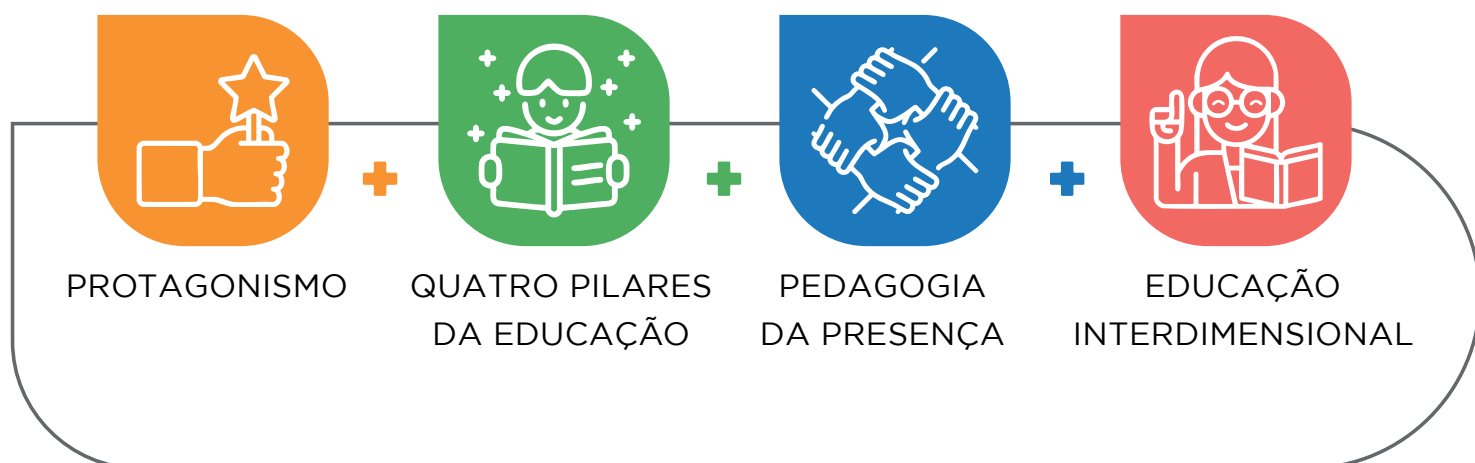 PROTAGONISMO
QUATRO PILARES
DA EDUCAÇÃO
PEDAGOGIA
DA PRESENÇA
EDUCAÇÃO
INTERDIMENSIONAL